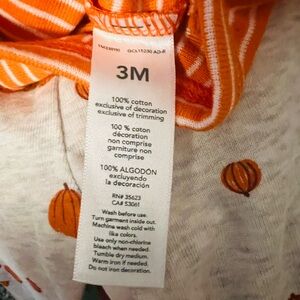 3M
100% cotton
exclusive of decoration
exclusive of trimming
100 % coton
décoration
non comprise
garniture non
comprise
100% ALGODÓN
excluyendo
la decoración
RN# 35623
CA# 53061
Wash before use.
Turn garment inside out.
Machine wash cold with
like colors.
Use only non-chlorine
bleach when needed.
Tumble dry medium.
Warm iron if needed.
Do not iron decoration.